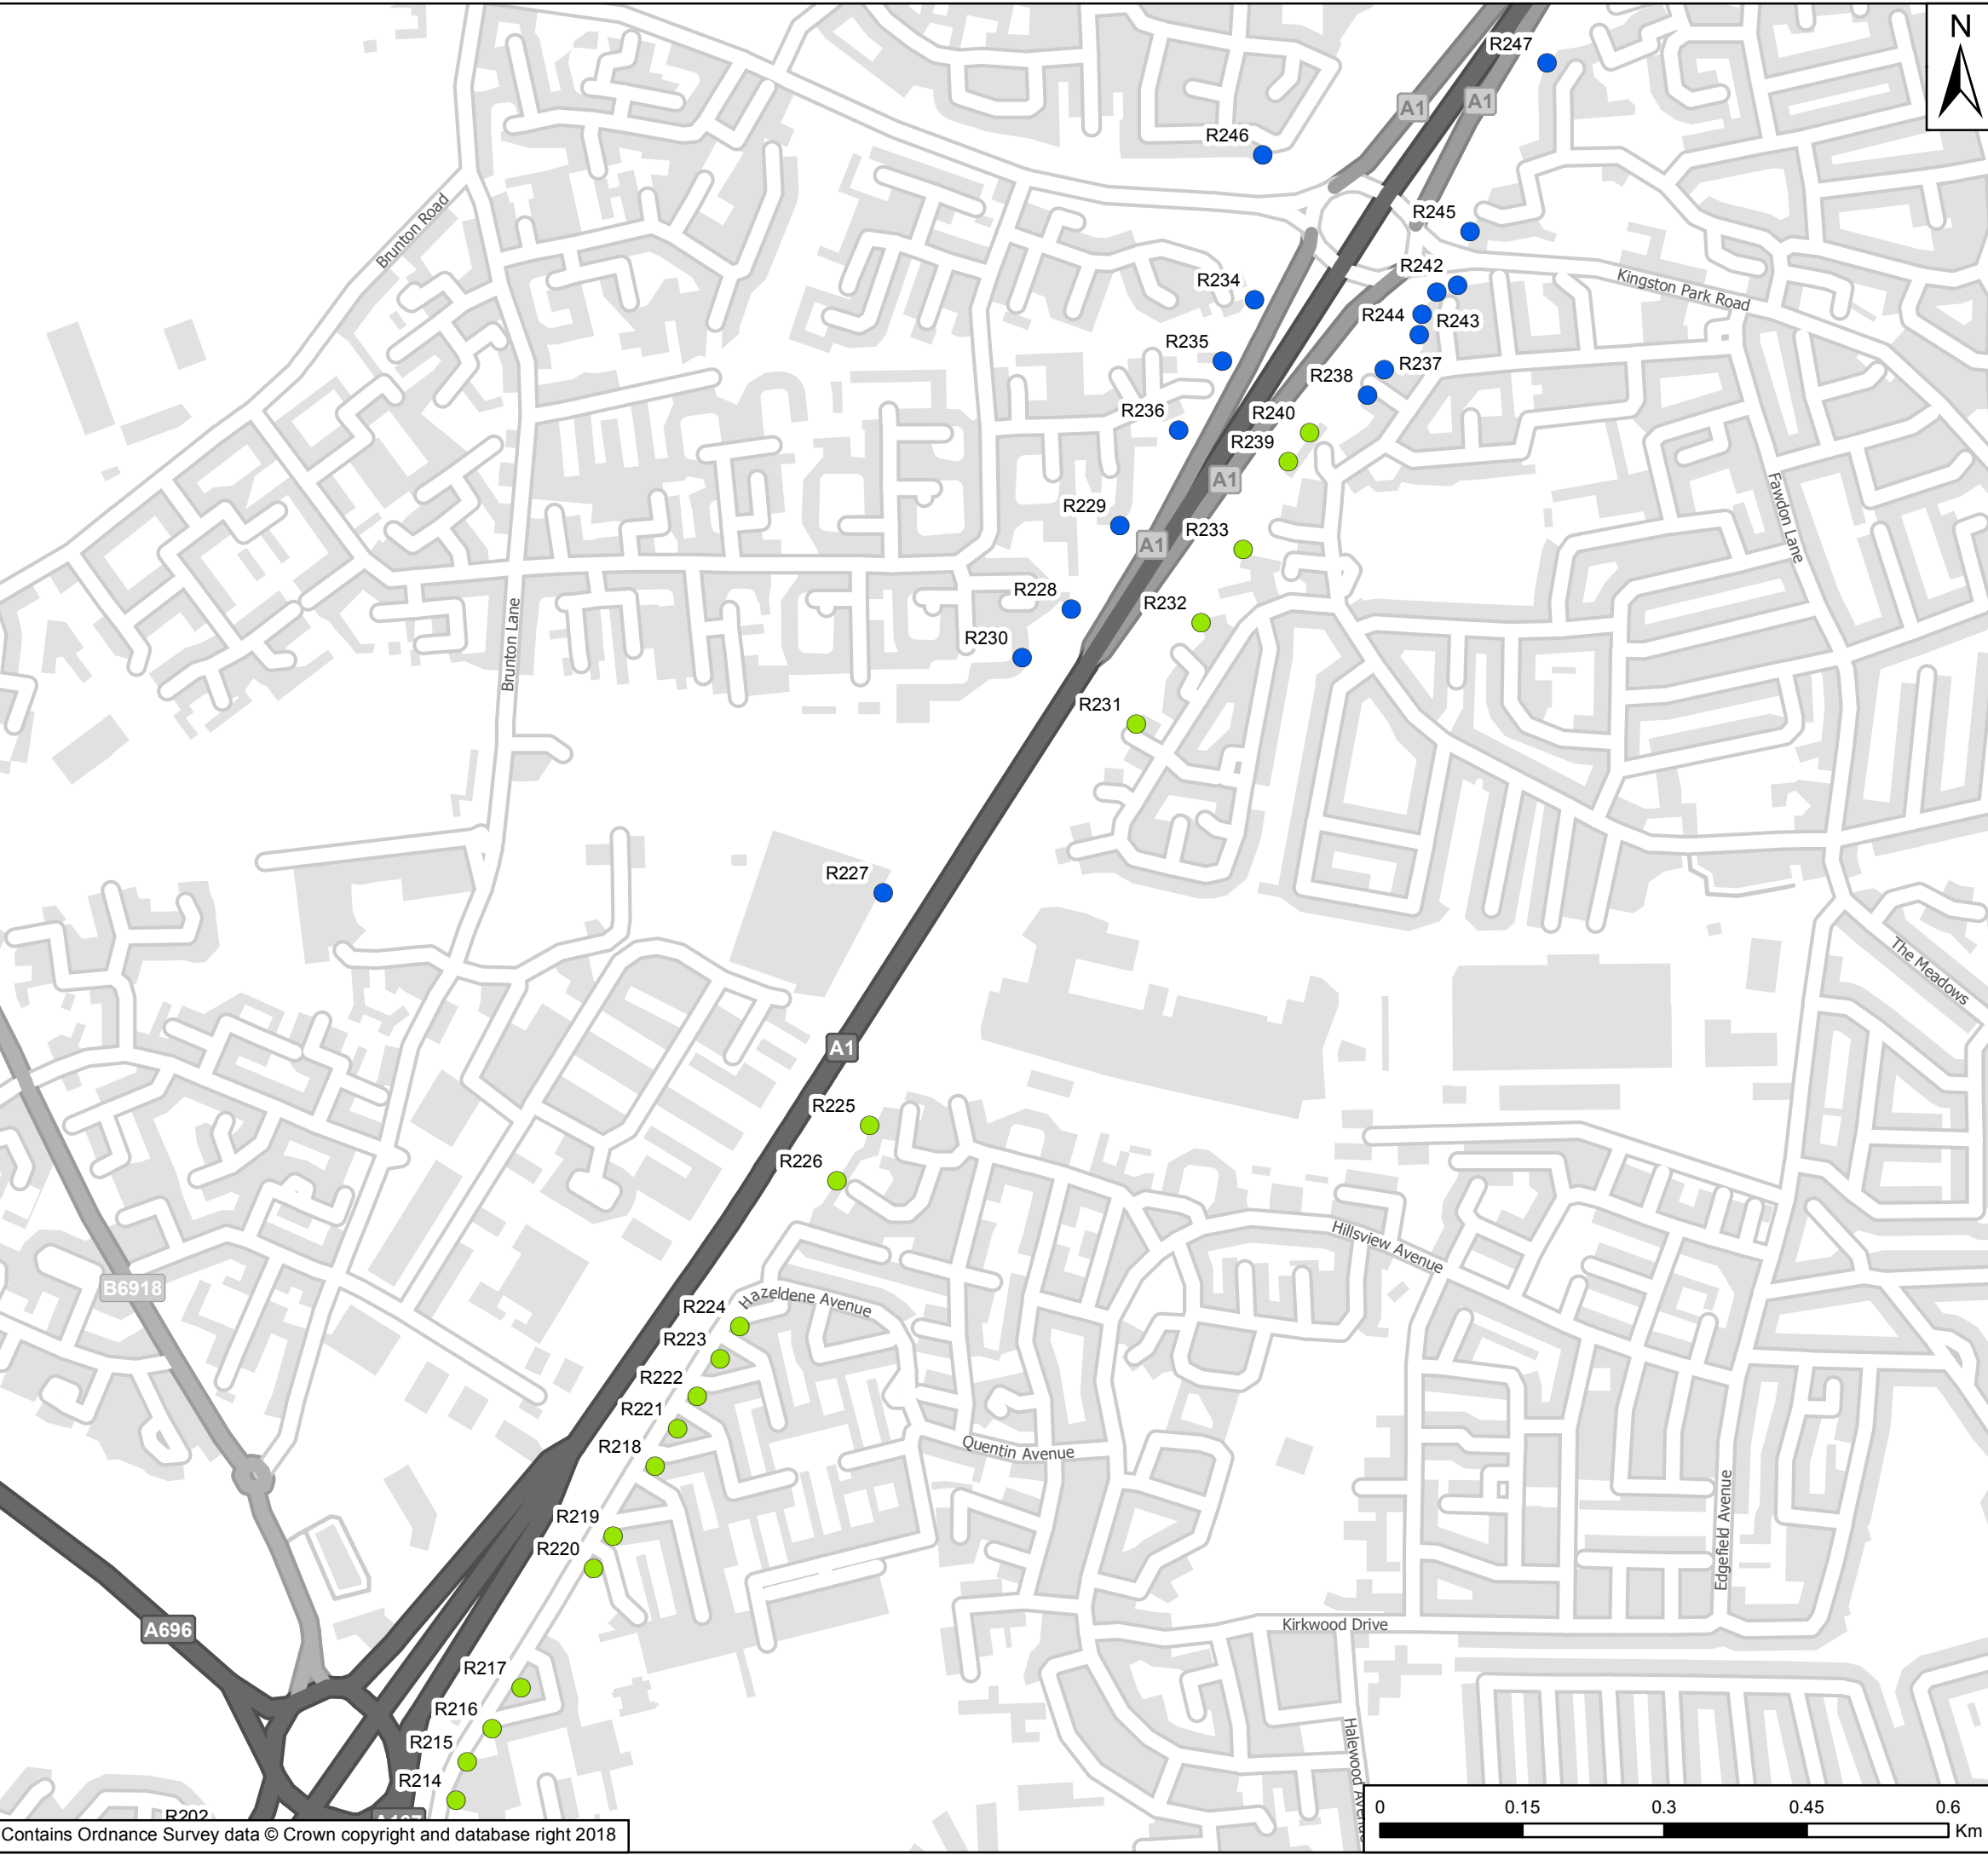 N
R247
A1
A1
R246
Brunton Road
R245
R234
R242
Kingston Park Road
R244
R243
R235
R237
R238
R236
R240
R239
A1
Fawdon Lane
R229
A1
R233
R228
R232
Brunton Lane
R230
R231
R227
The Meadows
A1
R225
R226
Hillsview Avenue
B6918
Hazeldene Avenue
R224
R223
R222
R221
R218
Quentin Avenue
R219
Edgefield Avenue
R220
A696
Kirkwood Drive
R217
R216
R215
Halewood Avenue
R214
R202
0 0.15 0.3 0.45 0.6
Km
Contains Ordnance Survey data © Crown copyright and database right 2018